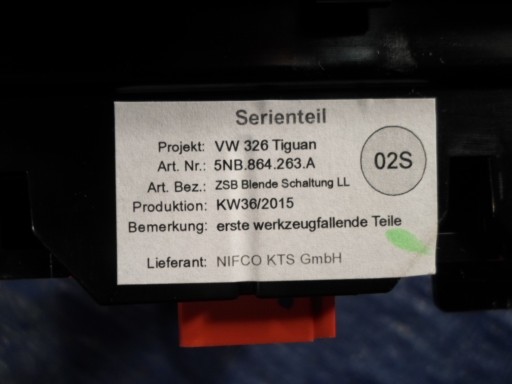 Serienteil
Projekt: VW 326 Tiguan
Art. Nr.: 5NB.864.263.A
02S
Art. Bez.: ZSB Blende Schaltung LL
Produktion: KW36/2015
Bemerkung: erste werkzeugfallende Teile
Lieferant: NIFCO KTS GmbH